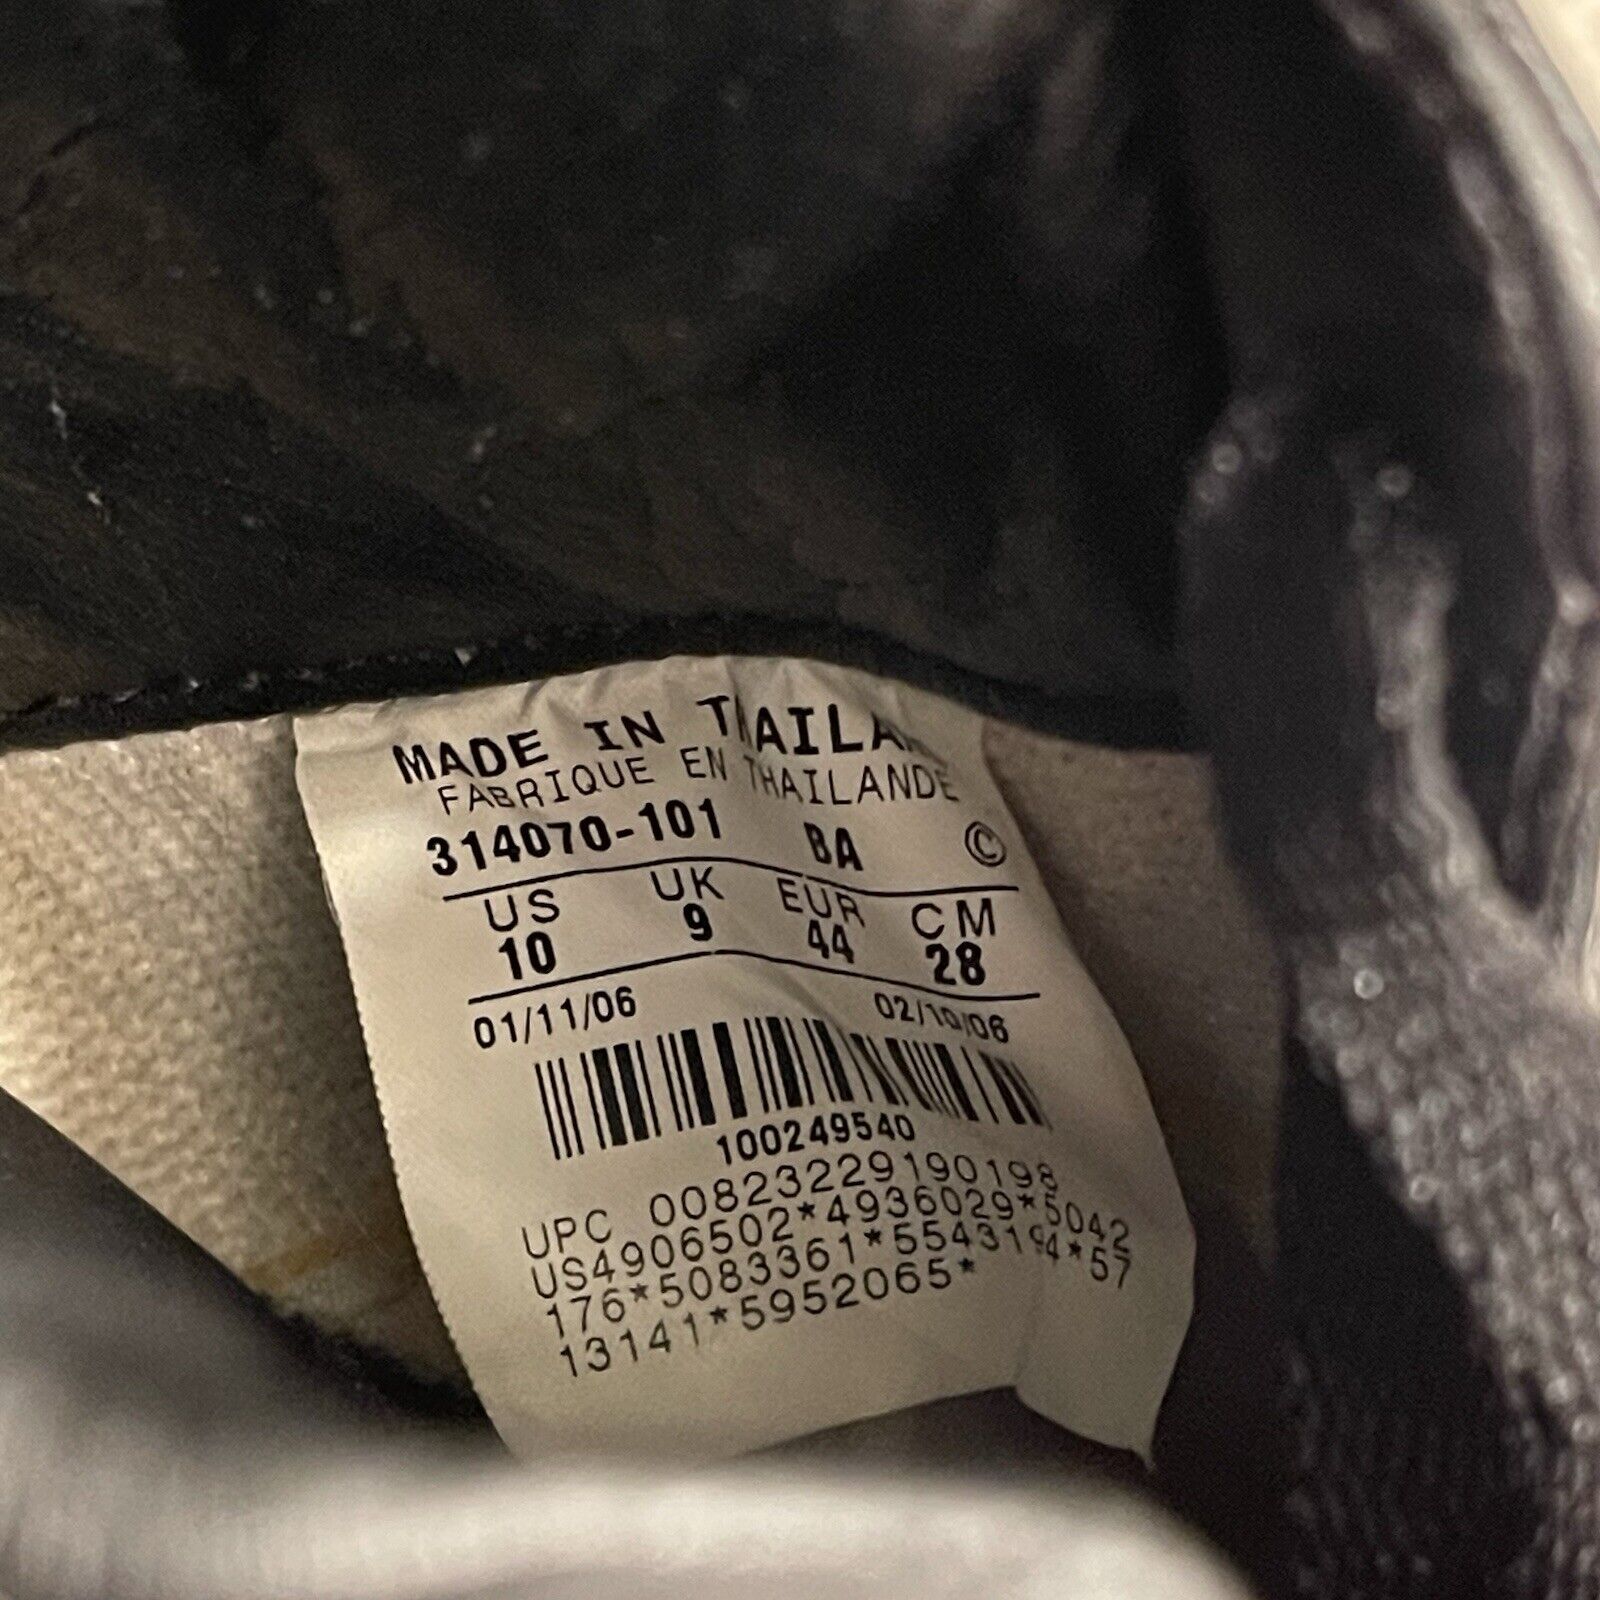 MADE IN THAILAND
FABRIQUE EN THAILANDE
314070-101 BA ©
US UK EUR CM
10 9 44 28
01/11/06 02/10/06
100249540
UPC 00823229190198
US4906502*4936029*5042
176*5083361*5543194*57
13141*5952065*